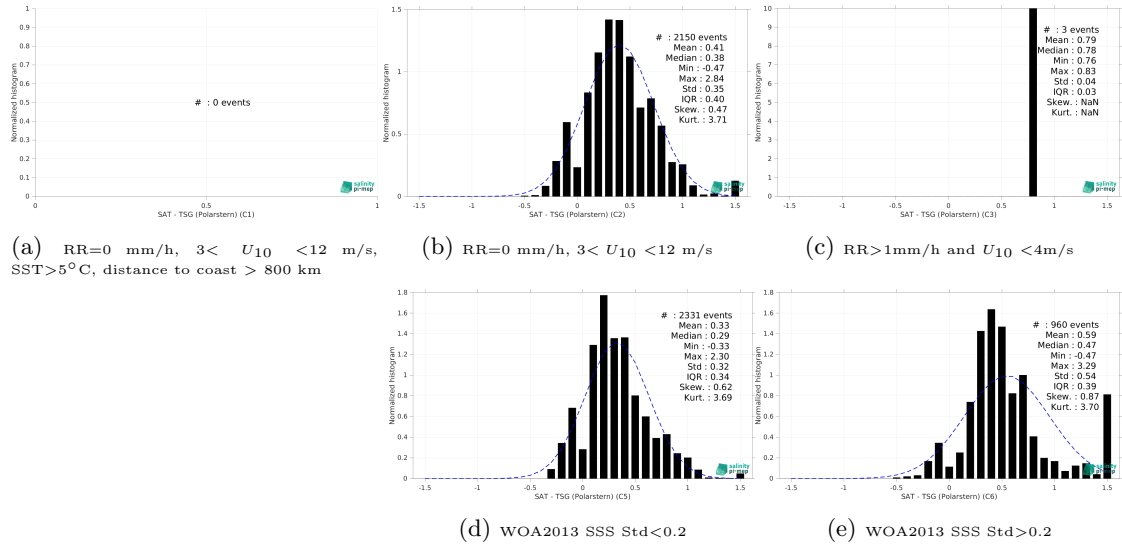 1
0.9
0.8
0.7
0.6
0.5
0.4
0.3
0.2
0.1
0
Normalized histogram
# : 0 events
salinity
pi-mep
0 0.5 1
SAT - TSG (Polarstern) (C1)
(a) RR=0 mm/h, 3< U10 <12 m/s,
SST>5°C, distance to coast > 800 km
1.5
1
0.5
0
Normalized histogram
# : 2150 events
Mean : 0.41
Median : 0.38
Min : -0.47
Max : 2.84
Std : 0.35
IQR : 0.40
Skew. : 0.47
Kurt. : 3.71
salinity
pi-mep
-1.5 -1 -0.5 0 0.5 1 1.5
SAT - TSG (Polarstern) (C2)
(b) RR=0 mm/h, 3< U10 <12 m/s
10
9
8
7
6
5
4
3
2
1
0
Normalized histogram
# : 3 events
Mean : 0.79
Median : 0.78
Min : 0.76
Max : 0.83
Std : 0.04
IQR : 0.03
Skew. : NaN
Kurt. : NaN
salinity
pi-mep
-1.5 -1 -0.5 0 0.5 1 1.5
SAT - TSG (Polarstern) (C3)
(c) RR>1mm/h and U10 <4m/s
1.8
1.6
1.4
1.2
1
0.8
0.6
0.4
0.2
0
Normalized histogram
# : 2331 events
Mean : 0.33
Median : 0.29
Min : -0.33
Max : 2.30
Std : 0.32
IQR : 0.34
Skew. : 0.62
Kurt. : 3.69
salinity
pi-mep
-1.5 -1 -0.5 0 0.5 1 1.5
SAT - TSG (Polarstern) (C5)
(d) WOA2013 SSS Std<0.2
1.8
1.6
1.4
1.2
1
0.8
0.6
0.4
0.2
0
Normalized histogram
# : 960 events
Mean : 0.59
Median : 0.47
Min : -0.47
Max : 3.29
Std : 0.54
IQR : 0.39
Skew. : 0.87
Kurt. : 3.70
salinity
pi-mep
-1.5 -1 -0.5 0 0.5 1 1.5
SAT - TSG (Polarstern) (C6)
(e) WOA2013 SSS Std>0.2